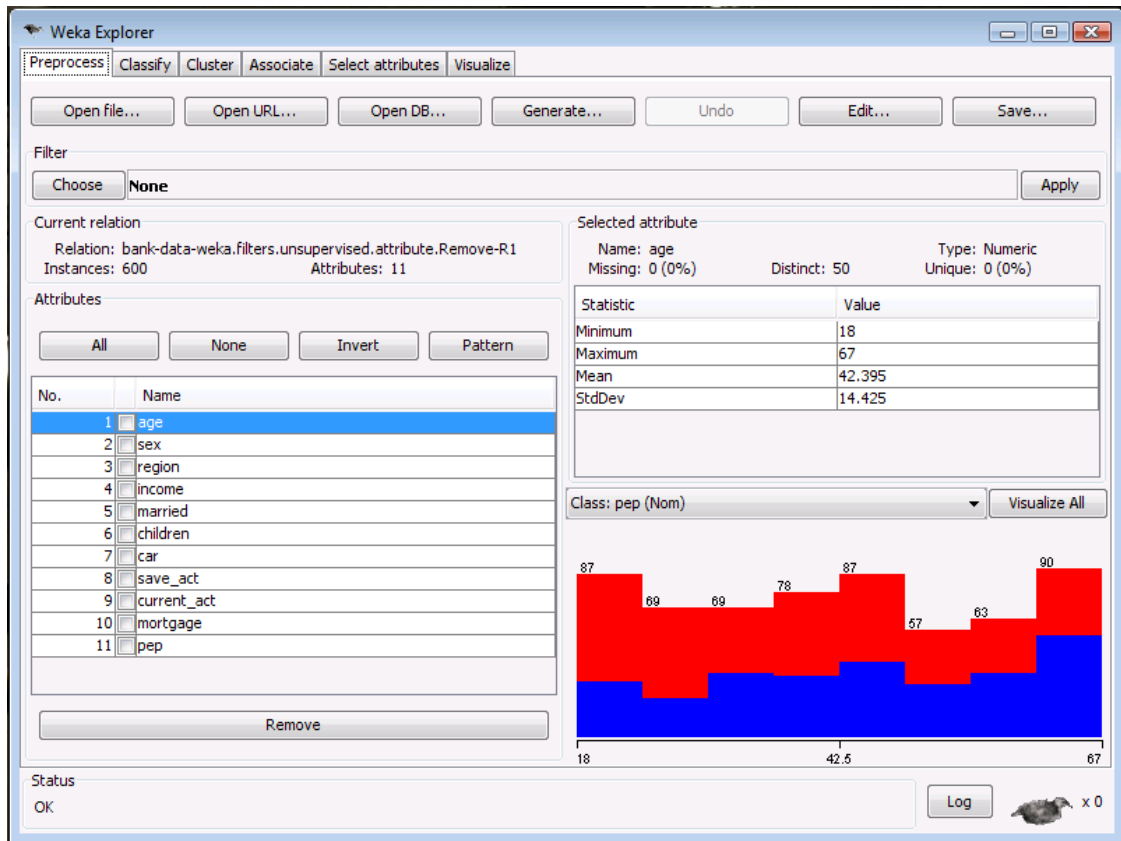 Weka Explorer
Preprocess Classify Cluster Associate Select attributes Visualize
Open file... Open URL... Open DB... Generate... Undo Edit... Save...
Filter
Choose None Apply
Current relation
Relation: bank-data-weka.filters.unsupervised.attribute.Remove-R1
Instances: 600 Attributes: 11
Attributes
All None Invert Pattern
No. Name
1 age
2 sex
3 region
4 income
5 married
6 children
7 car
8 save_act
9 current_act
10 mortgage
11 pep
Remove
Selected attribute
Name: age Type: Numeric
Missing: 0 (0%) Distinct: 50 Unique: 0 (0%)
Statistic Value
Minimum 18
Maximum 67
Mean 42.395
StdDev 14.425
Class: pep (Nom) Visualize All
87 69 69 78 87 57 63 90
18 42.5 67
Status
OK
Log x 0